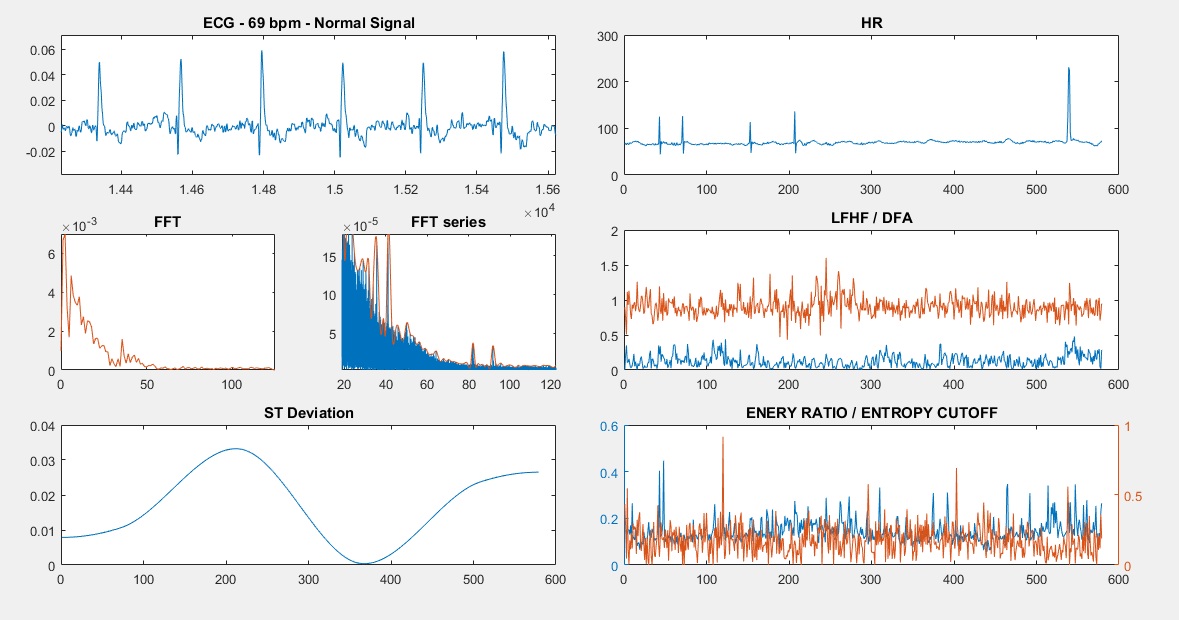 ECG - 69 bpm - Normal Signal
0.06
0.04
0.02
0
-0.02
1.44 1.46 1.48 1.5 1.52 1.54 1.56
×10^4
HR
300
200
100
0
0 100 200 300 400 500 600
FFT
×10^-3
6
4
2
0
0 50 100
FFT series
×10^-5
15
10
5
20 40 60 80 100 120
LFHF / DFA
2
1.5
1
0.5
0
0 100 200 300 400 500 600
ST Deviation
0.04
0.03
0.02
0.01
0
0 100 200 300 400 500 600
ENERY RATIO / ENTROPY CUTOFF
0.6
0.4
0.2
0
1
0.5
0
0 100 200 300 400 500 600